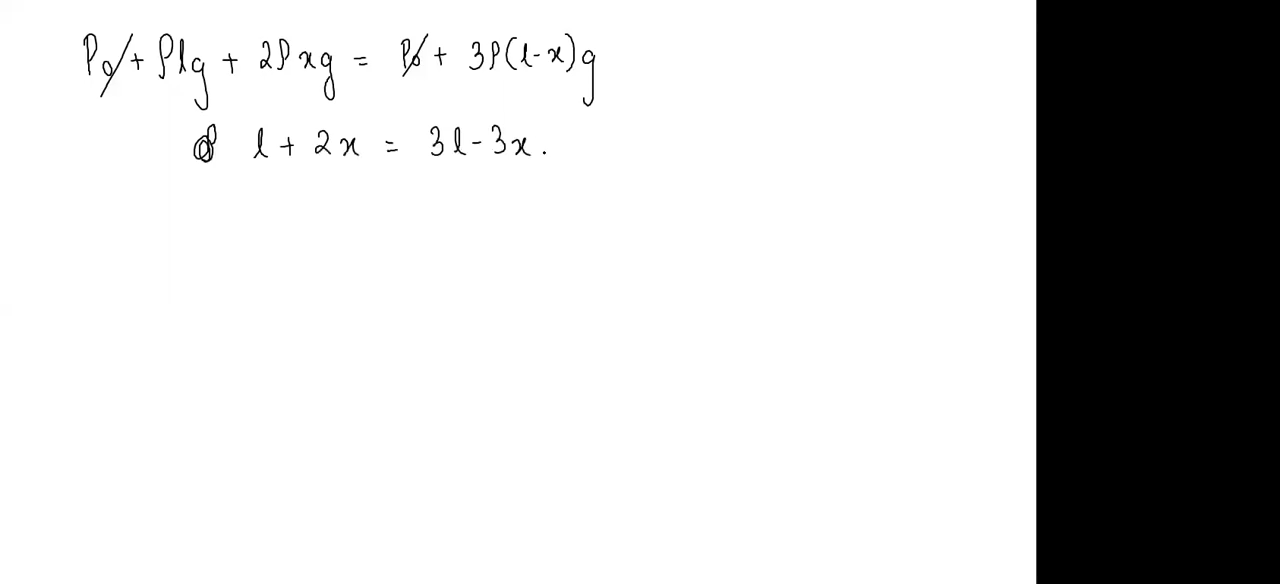 P₀ + ρlg + 2ρxg = P₀ + 3ρ(l-x)g
l + 2x = 3l - 3x.